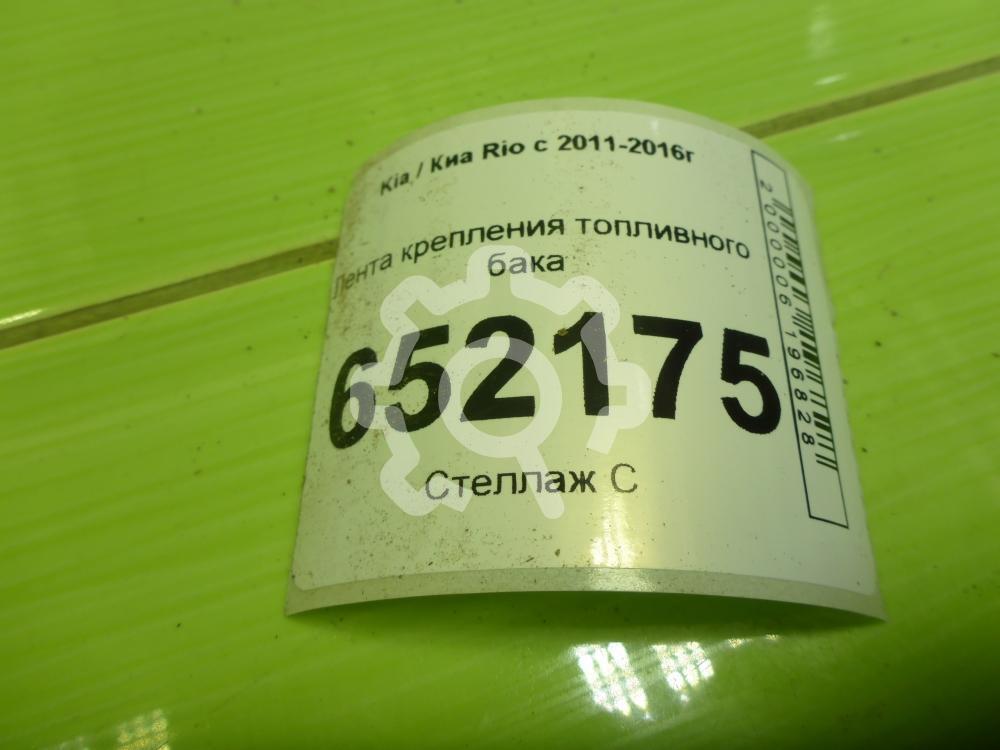 Kia / Киа Rio с 2011-2016г
Лента крепления топливного
бака
652175
Стеллаж С
2000006196828